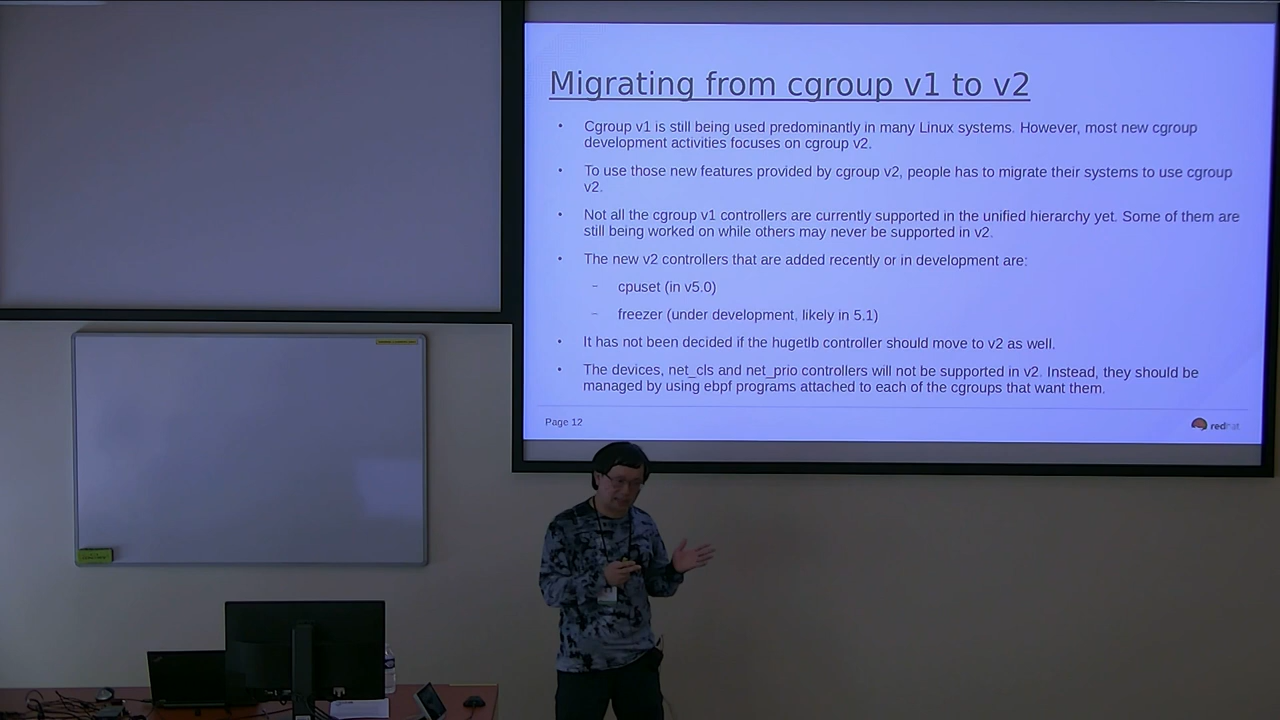 Migrating from cgroup v1 to v2
• Cgroup v1 is still being used predominantly in many Linux systems. However, most new cgroup
development activities focuses on cgroup v2.
• To use those new features provided by cgroup v2, people has to migrate their systems to use cgroup
v2.
• Not all the cgroup v1 controllers are currently supported in the unified hierarchy yet. Some of them are
still being worked on while others may never be supported in v2.
• The new v2 controllers that are added recently or in development are:
– cpuset (in v5.0)
– freezer (under development, likely in 5.1)
• It has not been decided if the hugetlb controller should move to v2 as well.
• The devices, net_cls and net_prio controllers will not be supported in v2. Instead, they should be
managed by using ebpf programs attached to each of the cgroups that want them.
Page 12
redhat